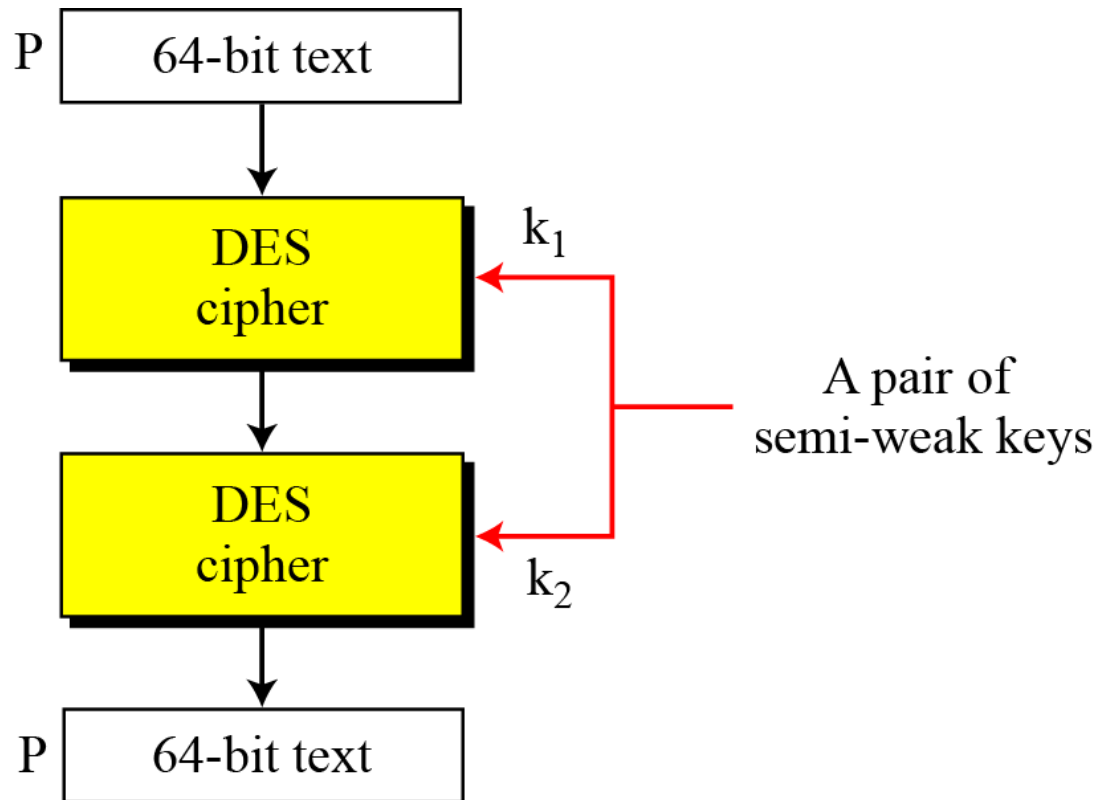 P
64-bit text
DES
cipher
k₁
A pair of
semi-weak keys
DES
cipher
k₂
P
64-bit text